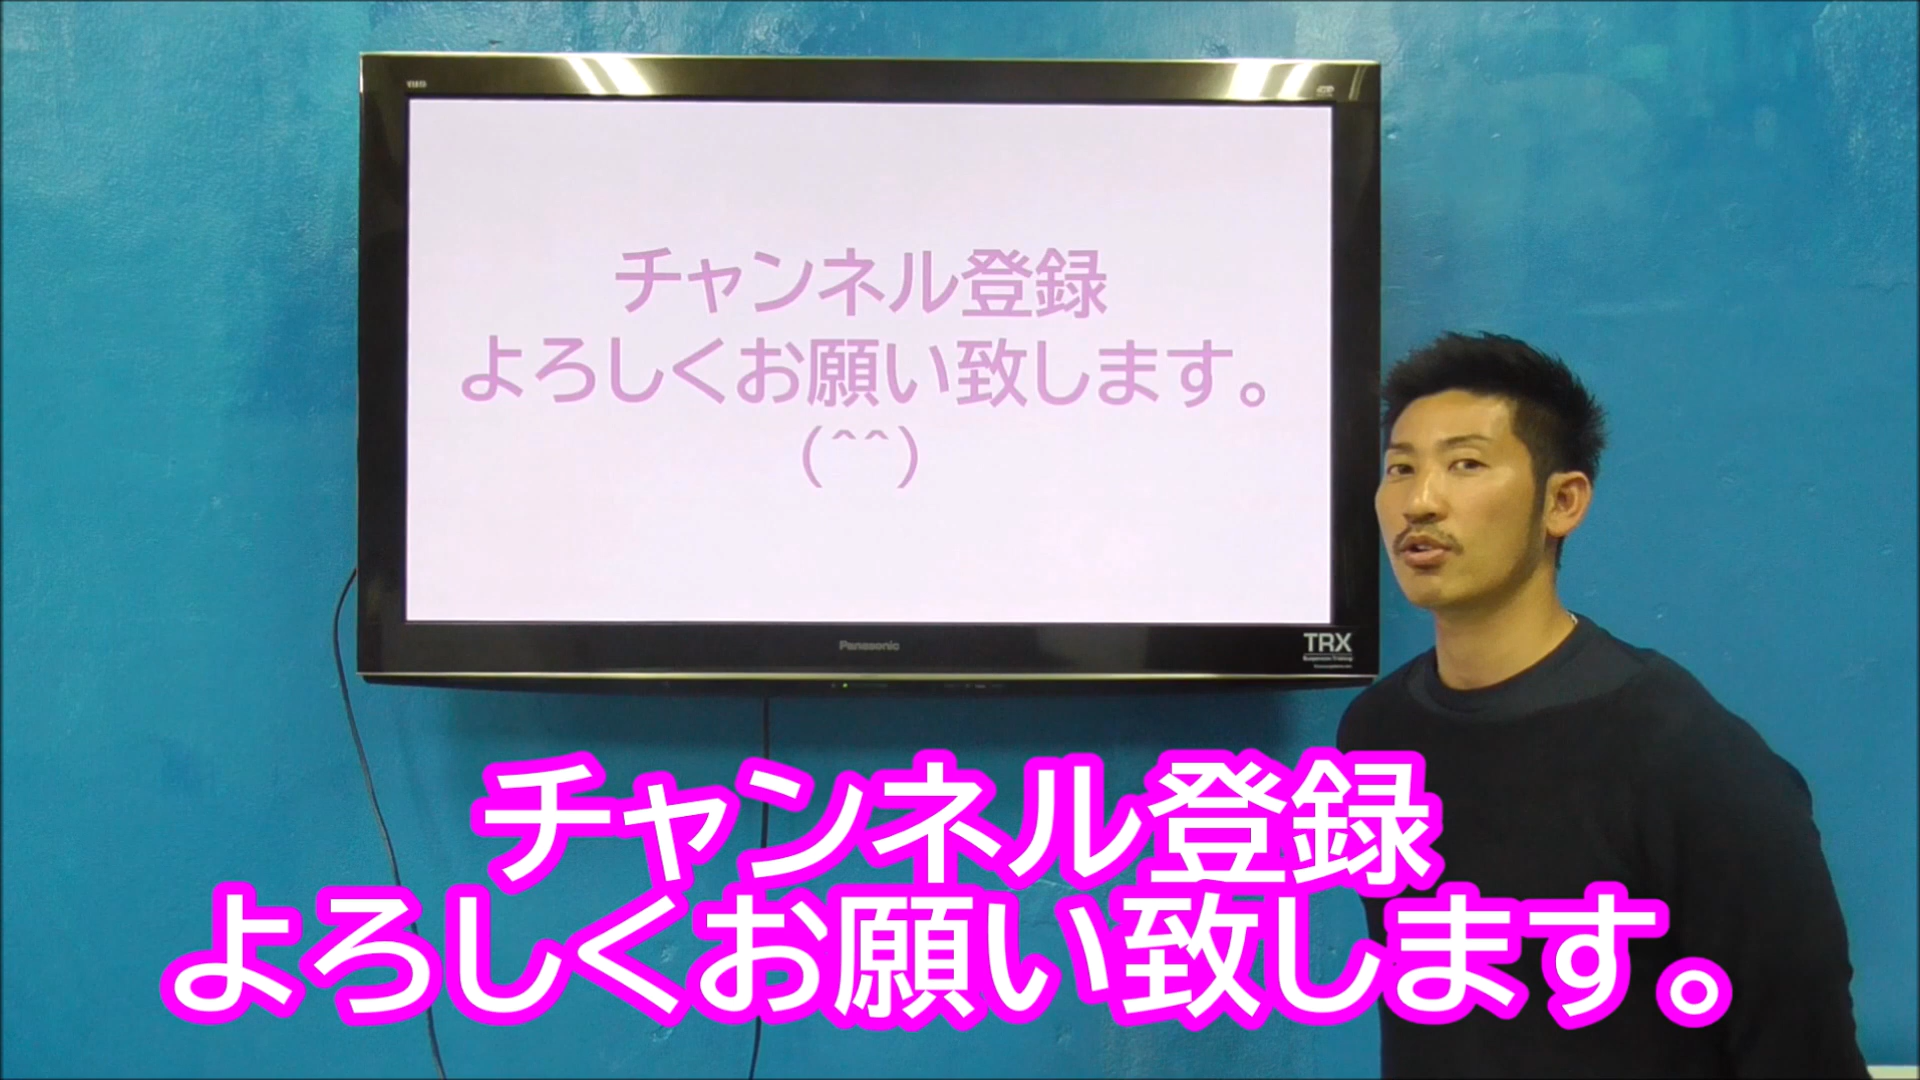 チャンネル登録
よろしくお願い致します。
(^^)
Panasonic
TRX
チャンネル登録
よろしくお願い致します。